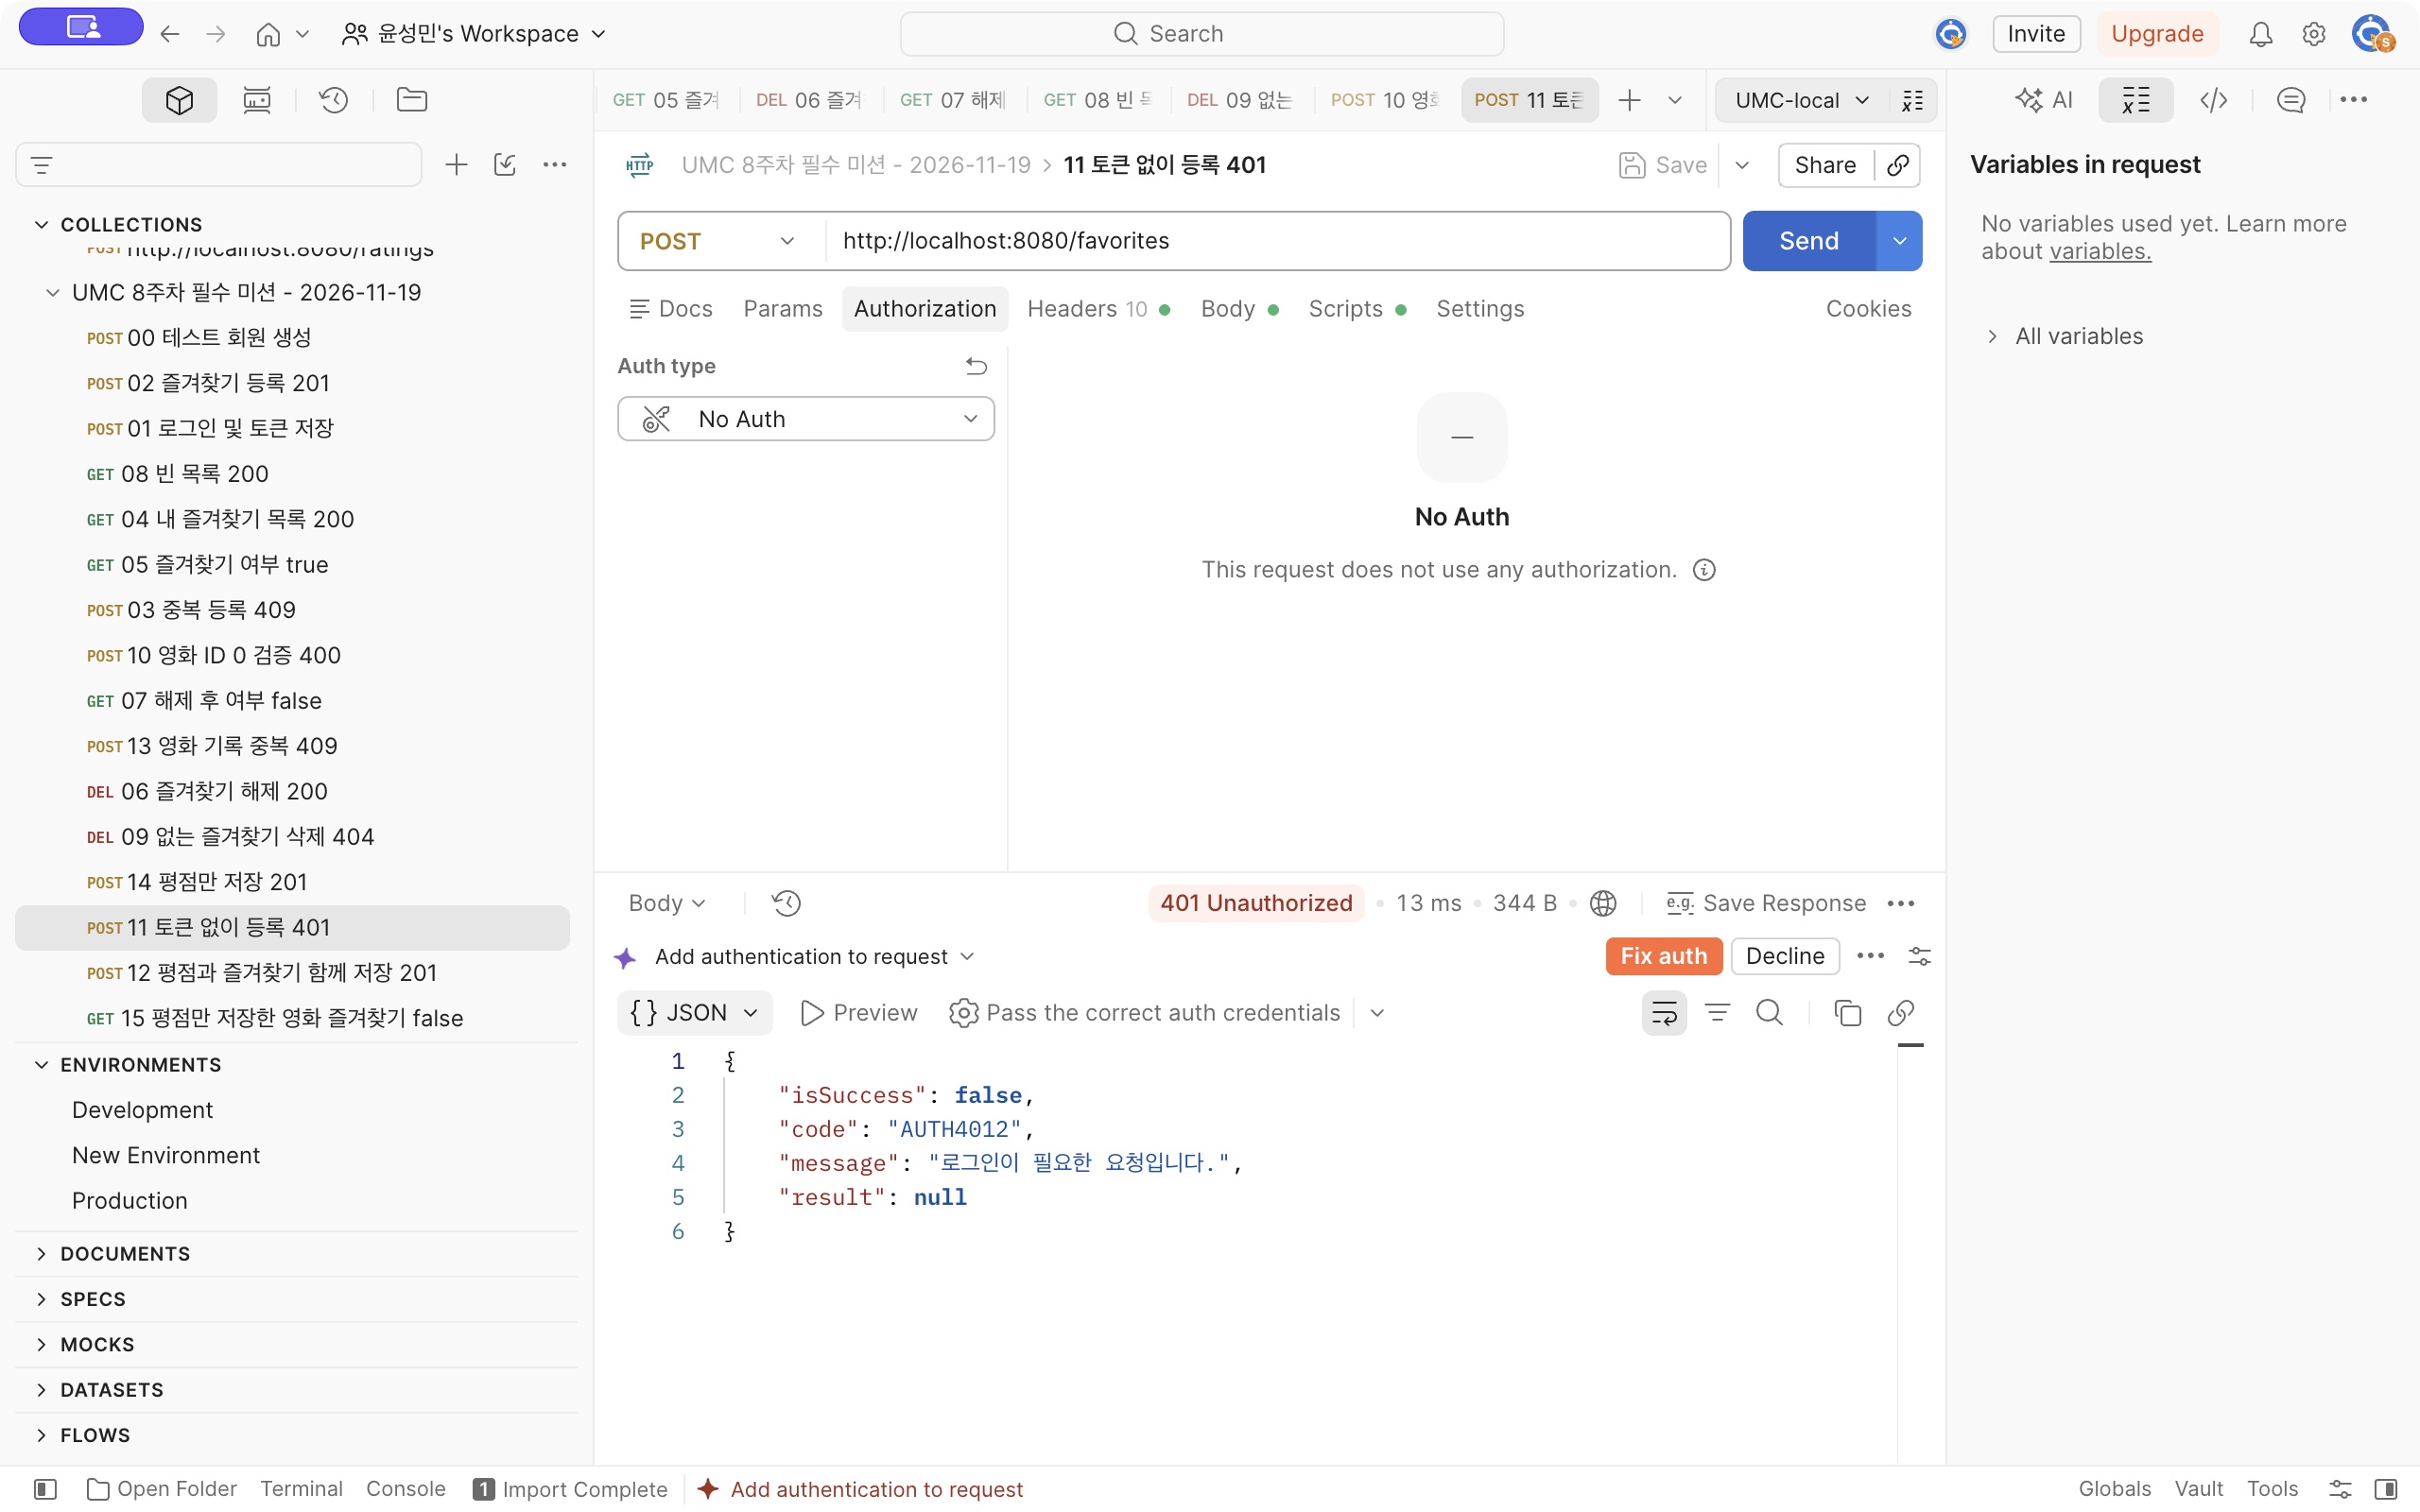 윤성민's Workspace
Search
Invite
Upgrade
COLLECTIONS
POST http://localhost:8080/ratings
UMC 8주차 필수 미션 - 2026-11-19
POST 00 테스트 회원 생성
POST 02 즐겨찾기 등록 201
POST 01 로그인 및 토큰 저장
GET 08 빈 목록 200
GET 04 내 즐겨찾기 목록 200
GET 05 즐겨찾기 여부 true
POST 03 중복 등록 409
POST 10 영화 ID 0 검증 400
GET 07 해제 후 여부 false
POST 13 영화 기록 중복 409
DEL 06 즐겨찾기 해제 200
DEL 09 없는 즐겨찾기 삭제 404
POST 14 평점만 저장 201
POST 11 토큰 없이 등록 401
POST 12 평점과 즐겨찾기 함께 저장 201
GET 15 평점만 저장한 영화 즐겨찾기 false
ENVIRONMENTS
Development
New Environment
Production
DOCUMENTS
SPECS
MOCKS
DATASETS
FLOWS
GET 05 즐겨
DEL 06 즐겨
GET 07 해제
GET 08 빈
DEL 09 없는
POST 10 영
POST 11 토
UMC-local
AI
HTTP UMC 8주차 필수 미션 - 2026-11-19 > 11 토큰 없이 등록 401
Save
Share
POST http://localhost:8080/favorites
Send
Docs Params Authorization Headers 10 Body Scripts Settings Cookies
Auth type
No Auth
No Auth
This request does not use any authorization.
Body
401 Unauthorized • 13 ms • 344 B
e.g. Save Response
Add authentication to request
Fix auth
Decline
{} JSON
Preview
Pass the correct auth credentials
1 {
2 "isSuccess": false,
3 "code": "AUTH4012",
4 "message": "로그인이 필요한 요청입니다.",
5 "result": null
6 }
Variables in request
No variables used yet. Learn more
about variables.
All variables
Open Folder Terminal Console 1 Import Complete Add authentication to request
Globals Vault Tools